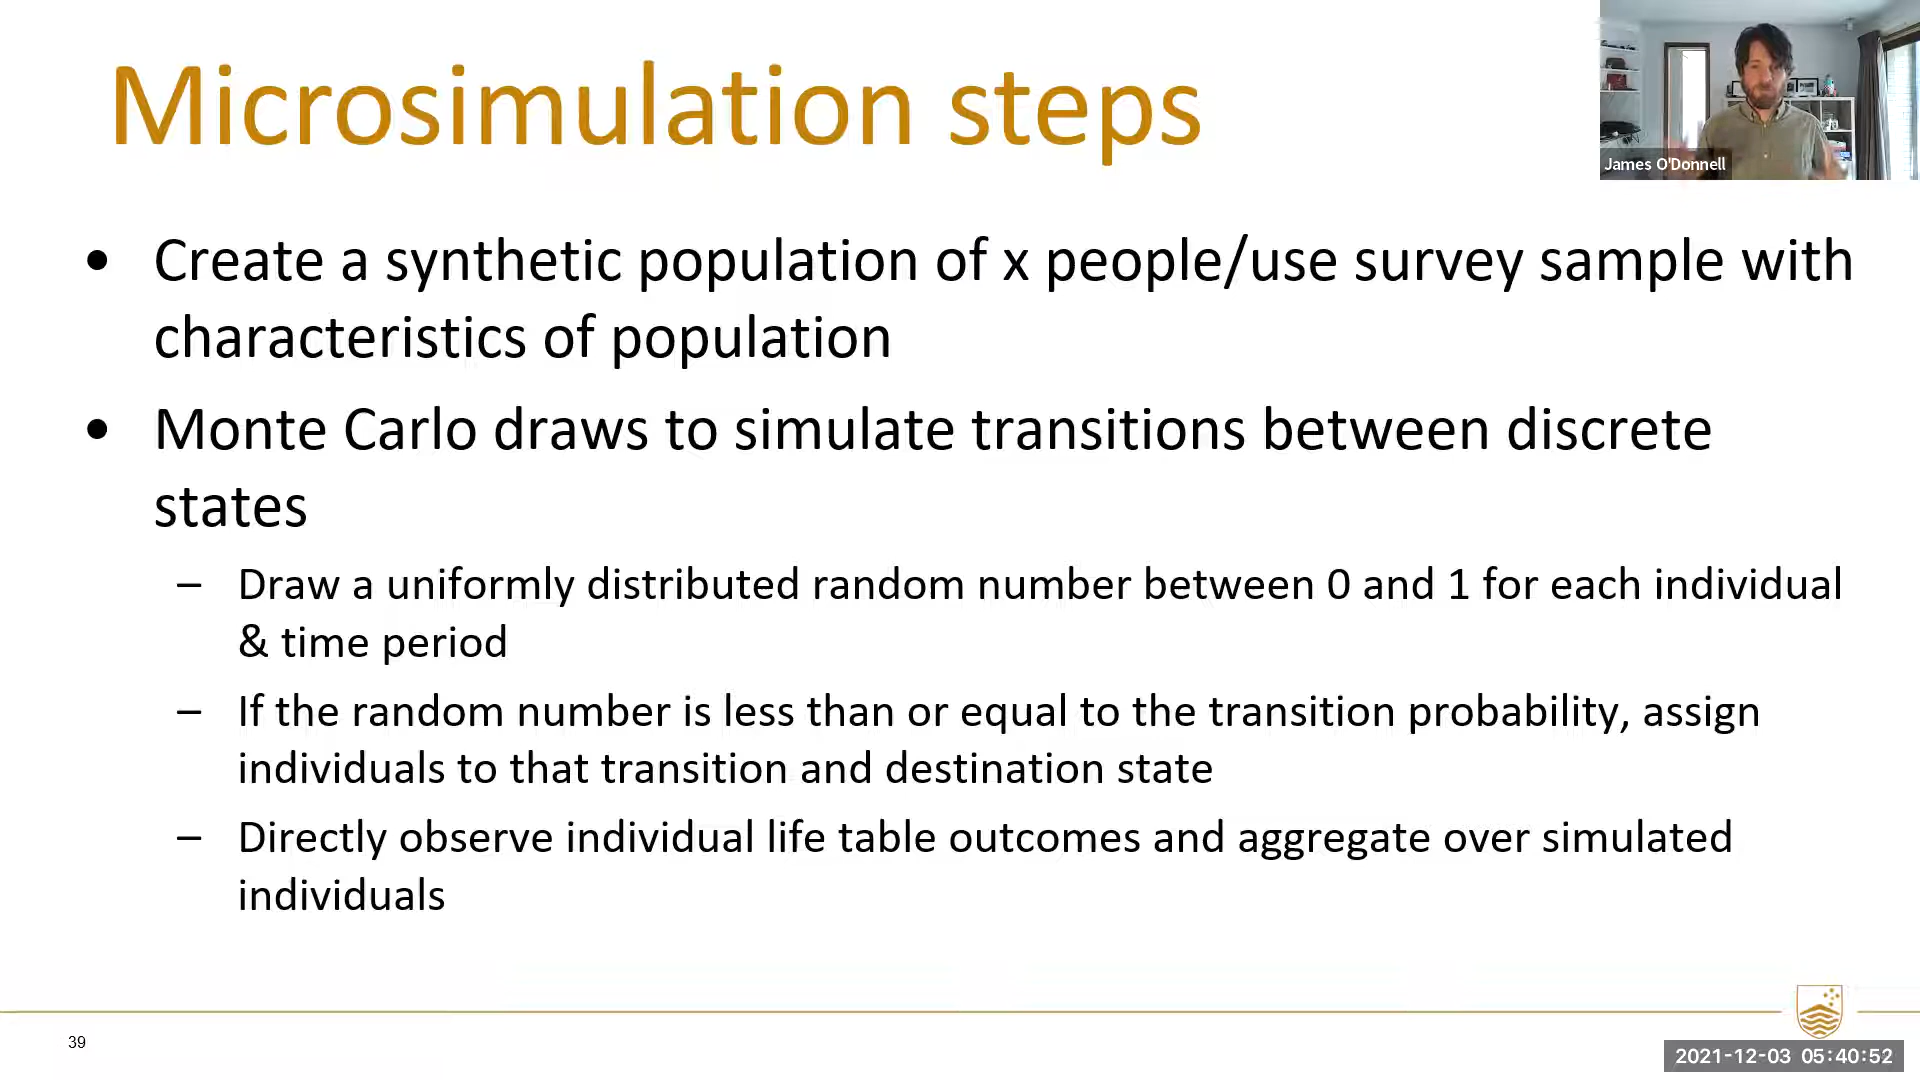 Microsimulation steps
James O'Donnell
• Create a synthetic population of x people/use survey sample with
characteristics of population
• Monte Carlo draws to simulate transitions between discrete
states
– Draw a uniformly distributed random number between 0 and 1 for each individual
& time period
– If the random number is less than or equal to the transition probability, assign
individuals to that transition and destination state
– Directly observe individual life table outcomes and aggregate over simulated
individuals
39
2021-12-03 05:40:52